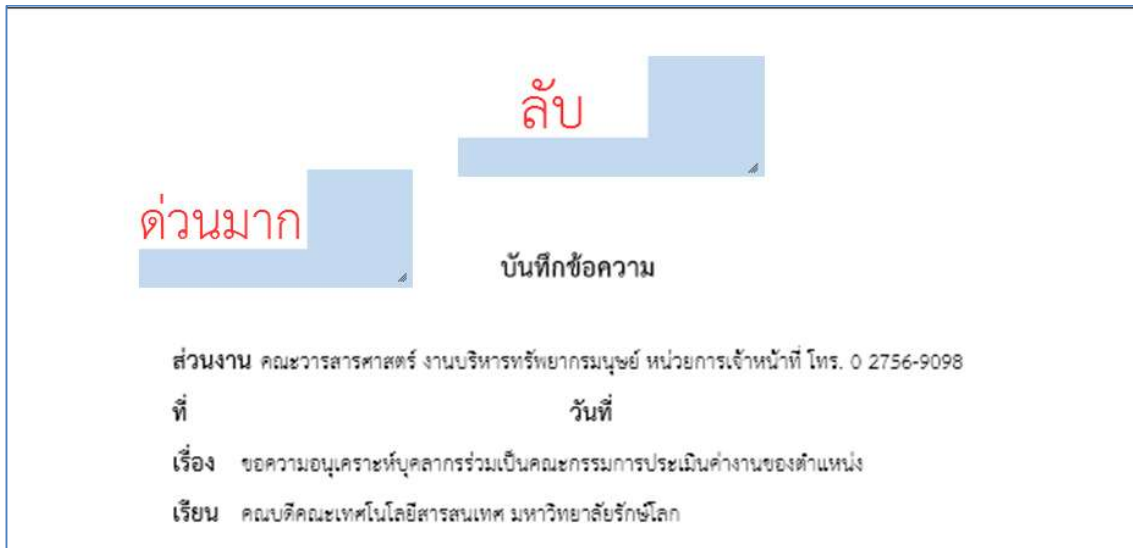 ลับ
ด่วนมาก
บันทึกข้อความ
ส่วนงาน คณะวารสารศาสตร์ งานบริหารทรัพยากรมนุษย์ หน่วยการเจ้าหน้าที่ โทร. 0 2756-9098
ที่ วันที่
เรื่อง ขอความอนุเคราะห์บุคลากรร่วมเป็นคณะกรรมการประเมินค่างานของตำแหน่ง
เรียน คณบดีคณะเทคโนโลยีสารสนเทศ มหาวิทยาลัยรักษ์โลก